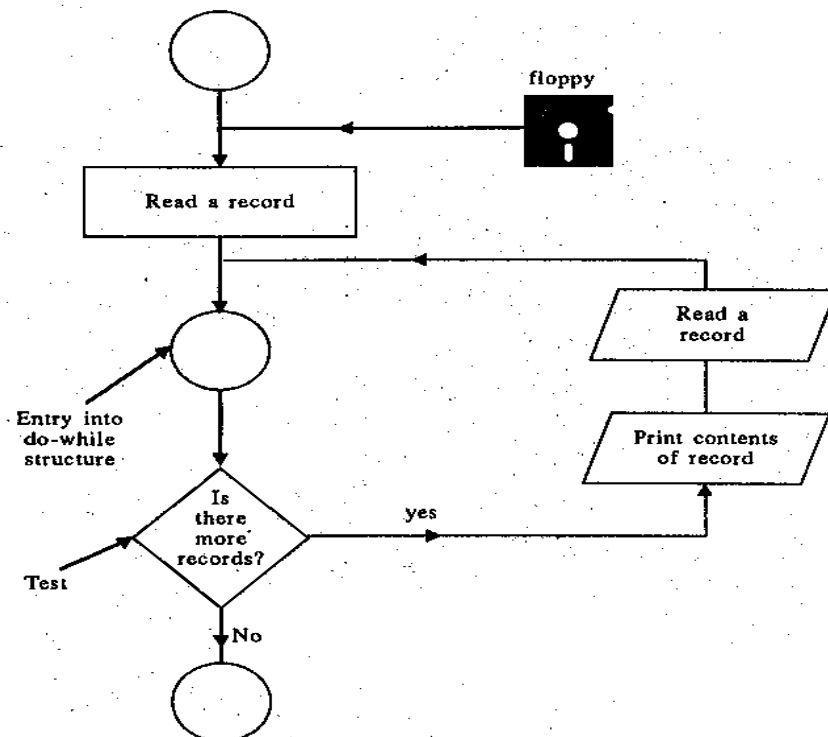 floppy
Read a record
Read a
record
Entry into
do-while
structure
Print contents
of record
Is
there
more
records?
yes
Test
No